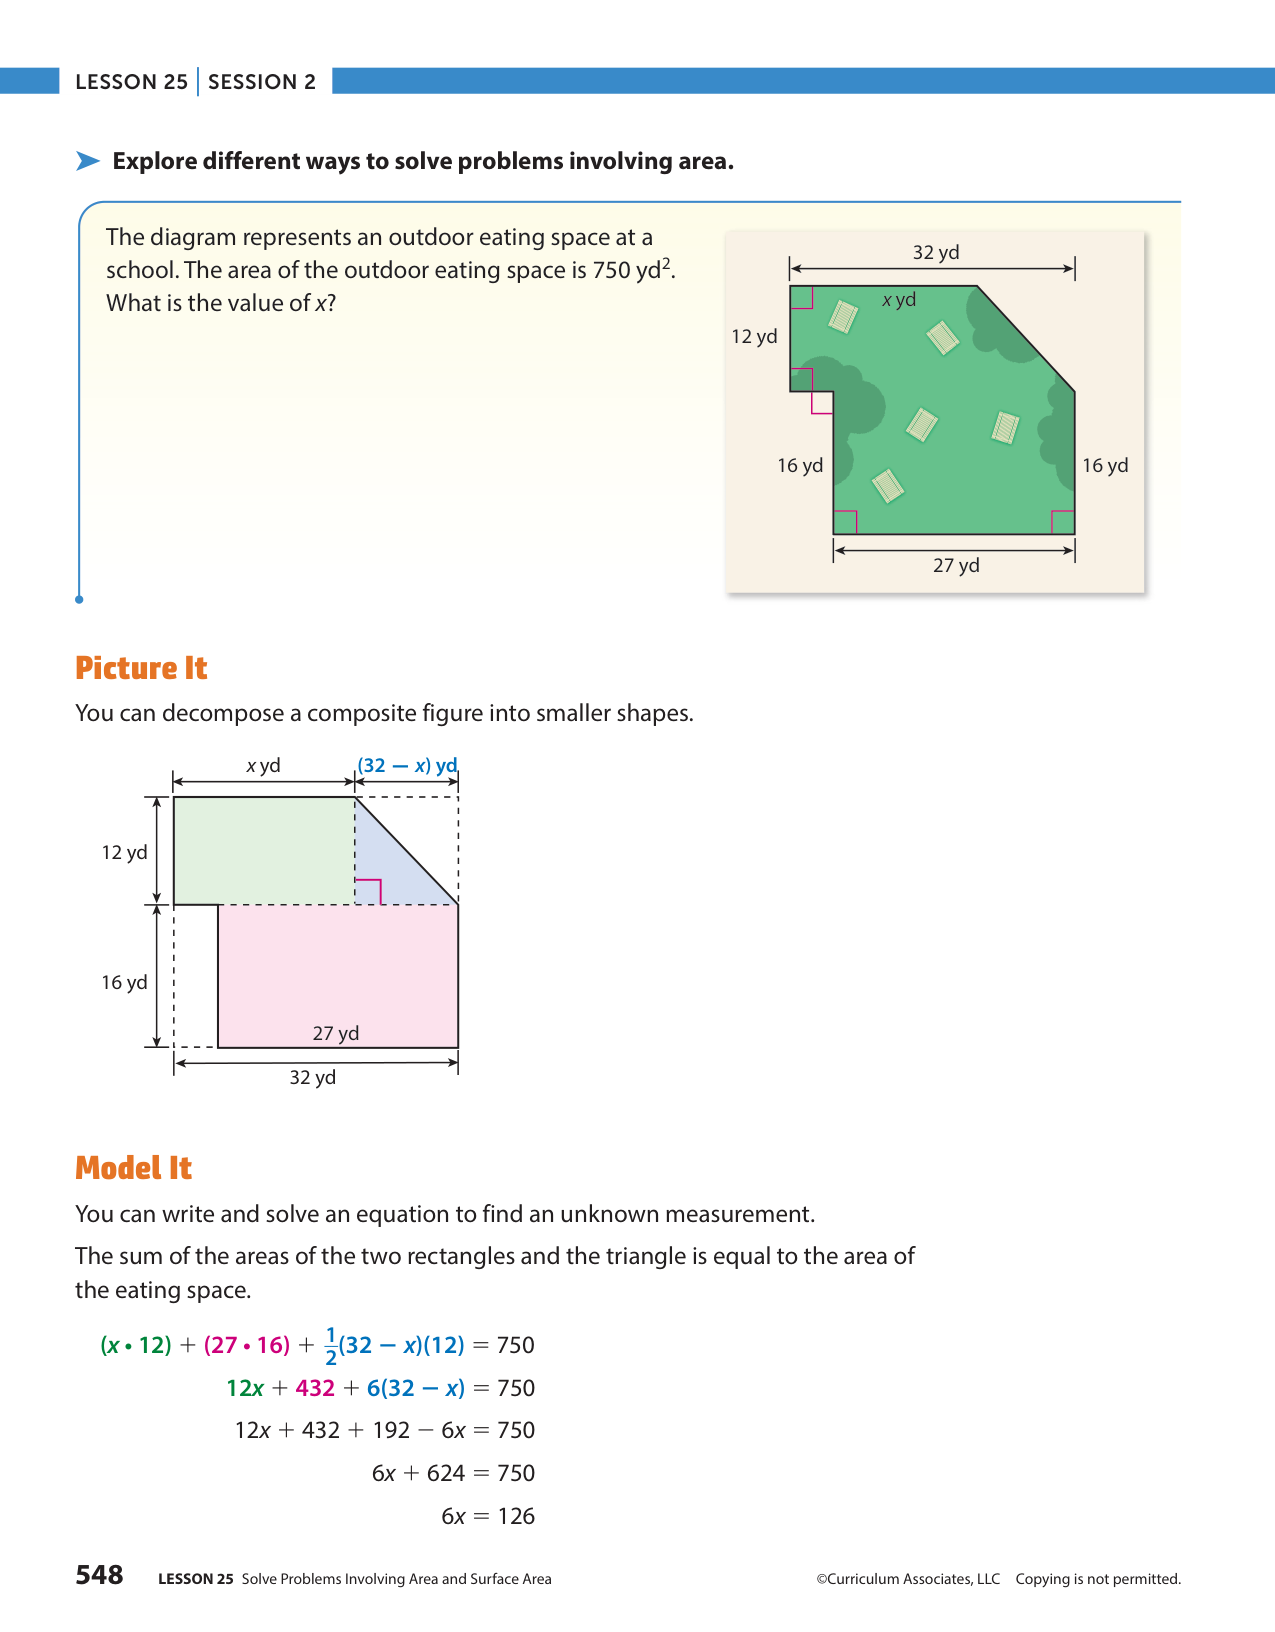 LESSON 25 | SESSION 2
Explore different ways to solve problems involving area.
The diagram represents an outdoor eating space at a
school. The area of the outdoor eating space is 750 yd².
What is the value of x?
32 yd
x yd
12 yd
16 yd
16 yd
27 yd
Picture It
You can decompose a composite figure into smaller shapes.
x yd
(32 − x) yd
12 yd
16 yd
27 yd
32 yd
Model It
You can write and solve an equation to find an unknown measurement.
The sum of the areas of the two rectangles and the triangle is equal to the area of
the eating space.
(x • 12) + (27 • 16) + 1/2(32 − x)(12) = 750
12x + 432 + 6(32 − x) = 750
12x + 432 + 192 − 6x = 750
6x + 624 = 750
6x = 126
548 LESSON 25 Solve Problems Involving Area and Surface Area ©Curriculum Associates, LLC Copying is not permitted.